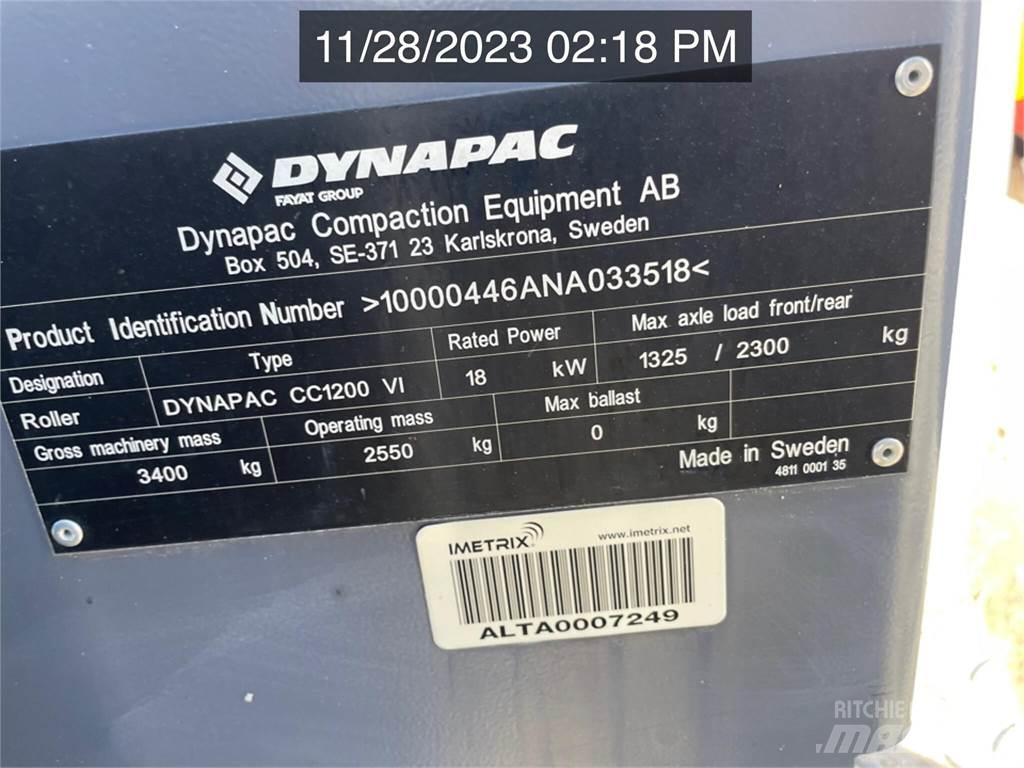 11/28/2023 02:18 PM
DYNAPAC
FAYAT GROUP
Dynapac Compaction Equipment AB
Box 504, SE-371 23 Karlskrona, Sweden
Product Identification Number >10000446ANA033518<
Designation Type Rated Power Max axle load front/rear
Roller DYNAPAC CC1200 VI 18 kW 1325 / 2300 kg
Gross machinery mass Operating mass Max ballast
3400 kg 2550 kg 0 kg
Made in Sweden
4811 0001 35
IMETRIX www.imetrix.net
ALTA0007249
RITCHIE